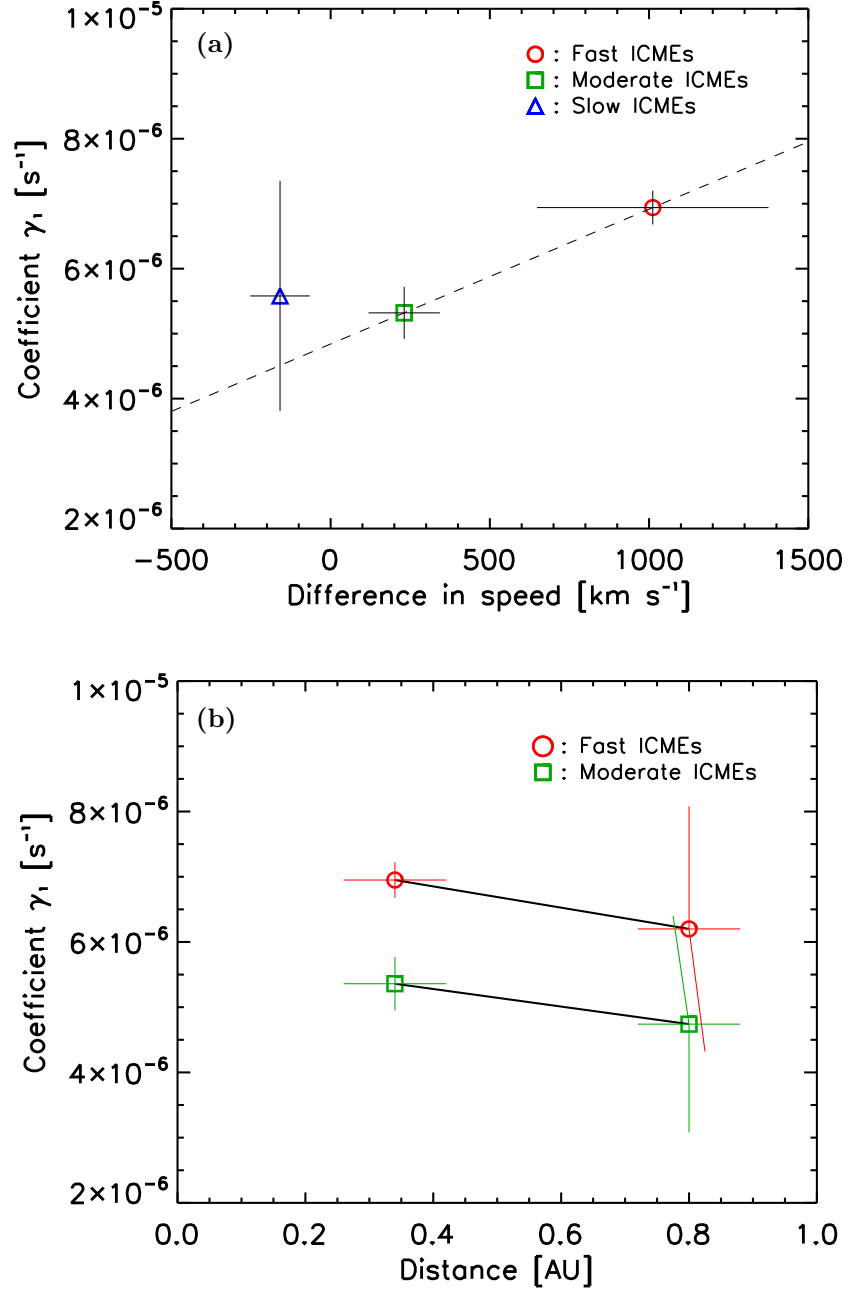 (a)
○ : Fast ICMEs
□ : Moderate ICMEs
△ : Slow ICMEs
1×10⁻⁵
8×10⁻⁶
6×10⁻⁶
4×10⁻⁶
2×10⁻⁶
Coefficient γ₁ [s⁻¹]
−500 0 500 1000 1500
Difference in speed [km s⁻¹]
(b)
○ : Fast ICMEs
□ : Moderate ICMEs
1×10⁻⁵
8×10⁻⁶
6×10⁻⁶
4×10⁻⁶
2×10⁻⁶
Coefficient γ₁ [s⁻¹]
0.0 0.2 0.4 0.6 0.8 1.0
Distance [AU]